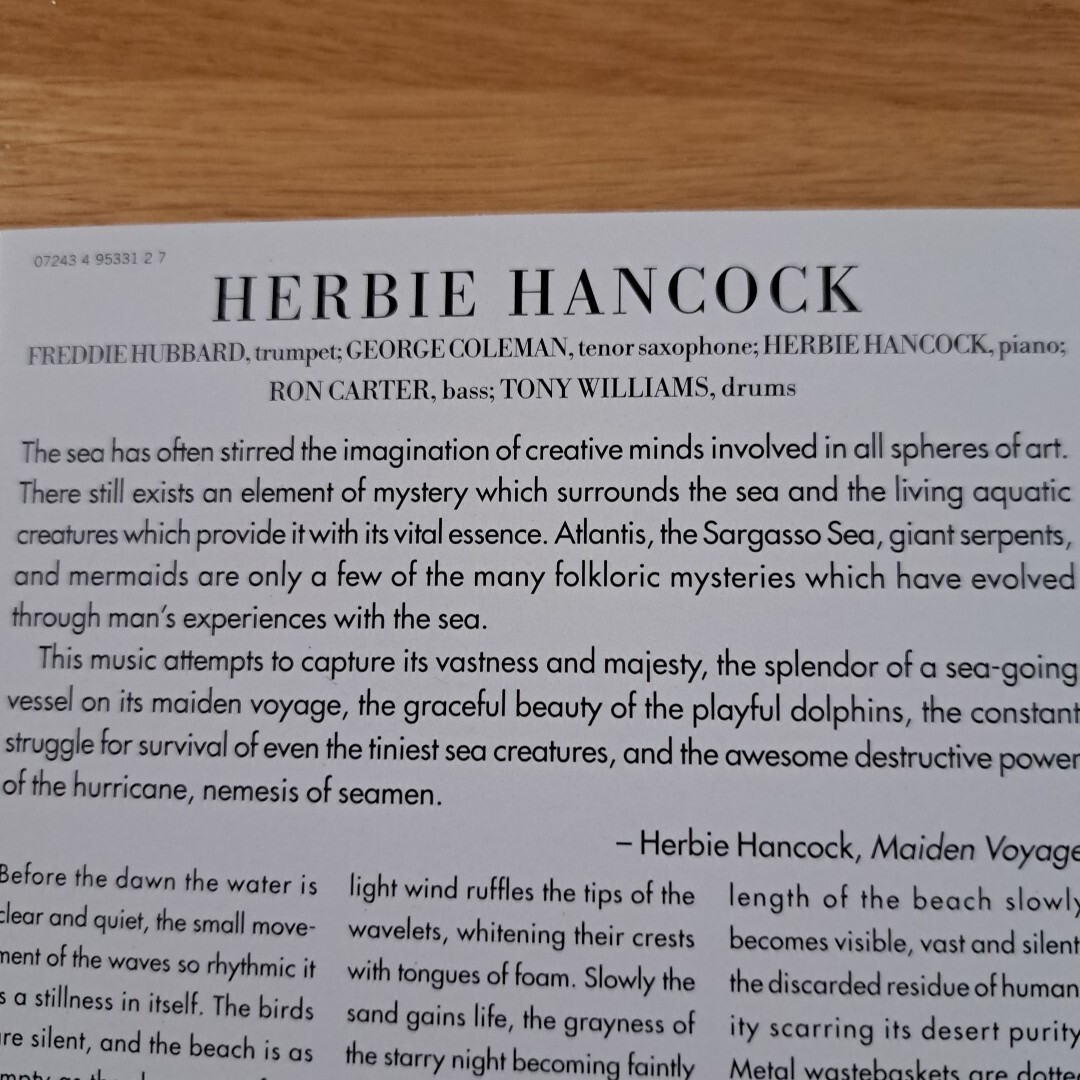 07243 4 95331 2 7
HERBIE HANCOCK
FREDDIE HUBBARD, trumpet; GEORGE COLEMAN, tenor saxophone; HERBIE HANCOCK, piano;
RON CARTER, bass; TONY WILLIAMS, drums
The sea has often stirred the imagination of creative minds involved in all spheres of art.
There still exists an element of mystery which surrounds the sea and the living aquatic
creatures which provide it with its vital essence. Atlantis, the Sargasso Sea, giant serpents,
and mermaids are only a few of the many folkloric mysteries which have evolved
through man's experiences with the sea.
This music attempts to capture its vastness and majesty, the splendor of a sea-going
vessel on its maiden voyage, the graceful beauty of the playful dolphins, the constant
struggle for survival of even the tiniest sea creatures, and the awesome destructive power
of the hurricane, nemesis of seamen.
– Herbie Hancock, Maiden Voyage
Before the dawn the water is
clear and quiet, the small move-
ment of the waves so rhythmic it
s a stillness in itself. The birds
re silent, and the beach is as
light wind ruffles the tips of the
wavelets, whitening their crests
with tongues of foam. Slowly the
sand gains life, the grayness of
the starry night becoming faintly
length of the beach slowly
becomes visible, vast and silent
the discarded residue of human
ity scarring its desert purity
Metal wastebaskets are dotted